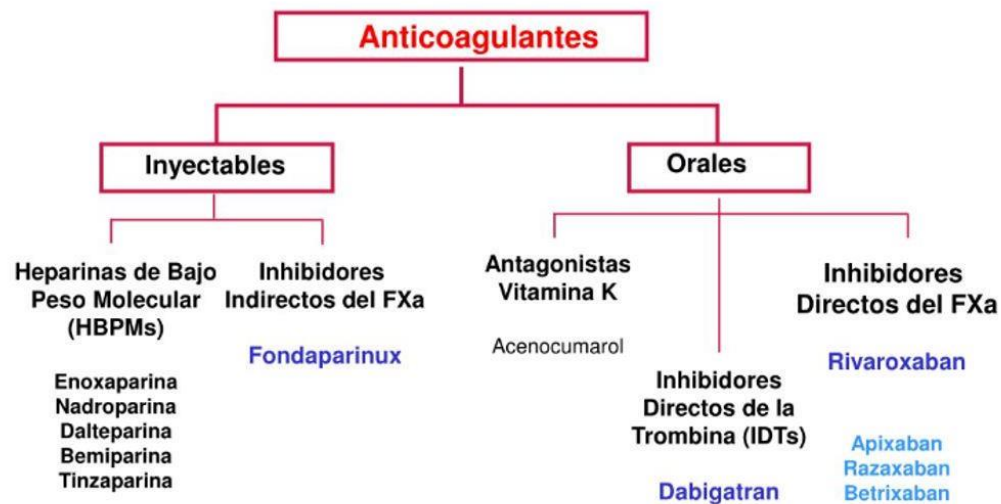 Anticoagulantes
Inyectables
Orales
Heparinas de Bajo
Peso Molecular
(HBPMs)
Enoxaparina
Nadroparina
Dalteparina
Bemiparina
Tinzaparina
Inhibidores
Indirectos del FXa
Fondaparinux
Antagonistas
Vitamina K
Acenocumarol
Inhibidores
Directos de la
Trombina (IDTs)
Dabigatran
Inhibidores
Directos del FXa
Rivaroxaban
Apixaban
Razaxaban
Betrixaban